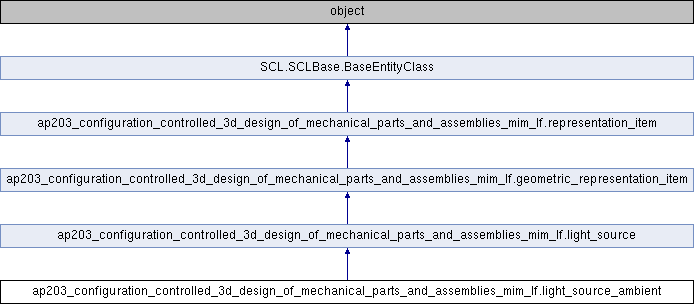 object
SCL.SCLBase.BaseEntityClass
ap203_configuration_controlled_3d_design_of_mechanical_parts_and_assemblies_mim_lf.representation_item
ap203_configuration_controlled_3d_design_of_mechanical_parts_and_assemblies_mim_lf.geometric_representation_item
ap203_configuration_controlled_3d_design_of_mechanical_parts_and_assemblies_mim_lf.light_source
ap203_configuration_controlled_3d_design_of_mechanical_parts_and_assemblies_mim_lf.light_source_ambient